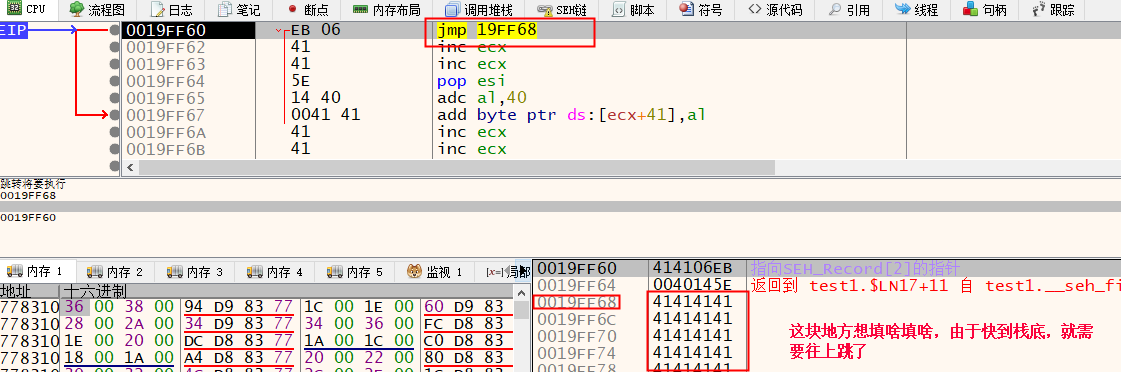 CPU 流程图 日志 笔记 断点 内存布局 调用堆栈 SEH链 脚本 符号 源代码 引用 线程 句柄 跟踪
EIP 0019FF60 EB 06 jmp 19FF68
0019FF62 41 inc ecx
0019FF63 41 inc ecx
0019FF64 5E pop esi
0019FF65 14 40 adc al,40
0019FF67 0041 41 add byte ptr ds:[ecx+41],al
0019FF6A 41 inc ecx
0019FF6B 41 inc ecx
跳转将要执行
0019FF68
0019FF60
内存 1 内存 2 内存 3 内存 4 内存 5 监视 1 [x=] 局部
地址 十六进制
778310 36 00 38 00 94 D9 83 77 1C 00 1E 00 60 D9 83
778310 28 00 2A 00 34 D9 83 77 34 00 36 00 FC D8 83
778310 1E 00 20 00 DC D8 83 77 1A 00 1C 00 C0 D8 83
778310 18 00 1A 00 A4 D8 83 77 20 00 22 00 80 D8 83
0019FF60 414106EB 指向SEH_Record[2]的指针
0019FF64 0040145E 返回到 test1.$LN17+11 自 test1.__seh_fi
0019FF68 41414141
0019FF6C 41414141
0019FF70 41414141
0019FF74 41414141
0019FF78 41414141
这块地方想填啥填啥，由于快到栈底，就需
要往上跳了